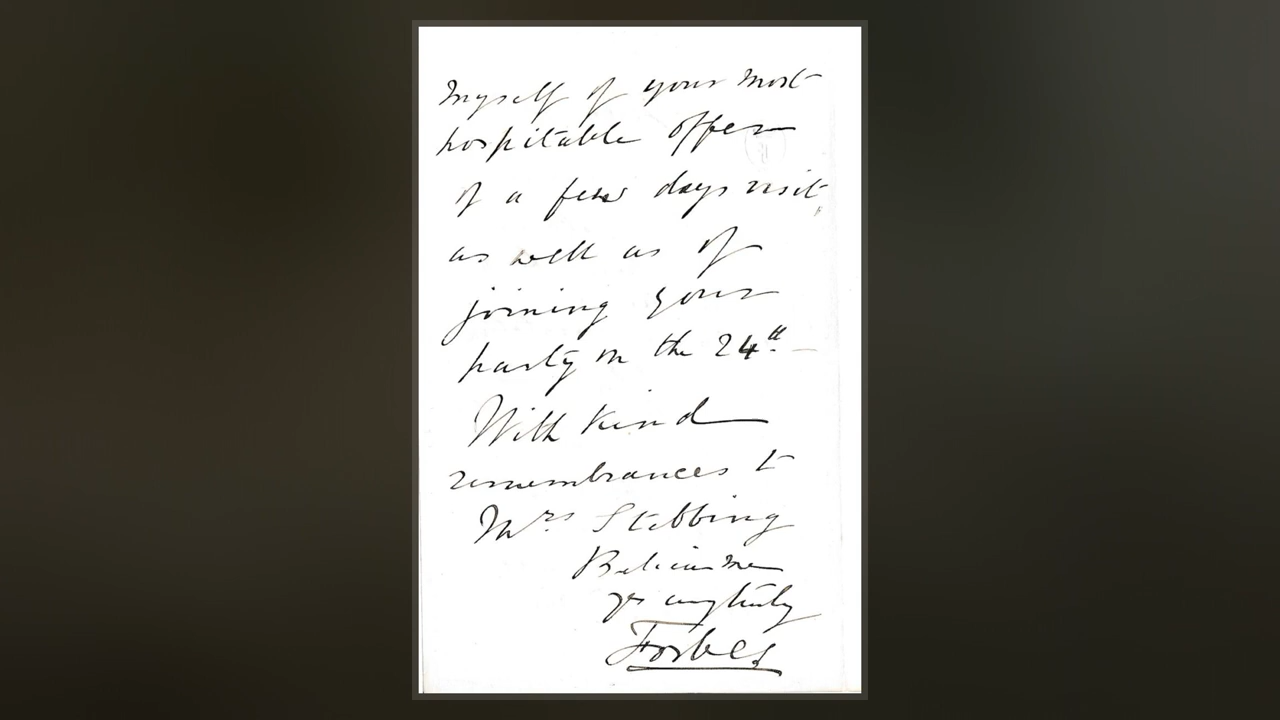 myself of your most
hospitable offer
of a few days visit,
as well as of
joining your
party on the 24th
With kind
remembrances to
Mrs Stebbing
Believe me
yrs very truly
Forbes